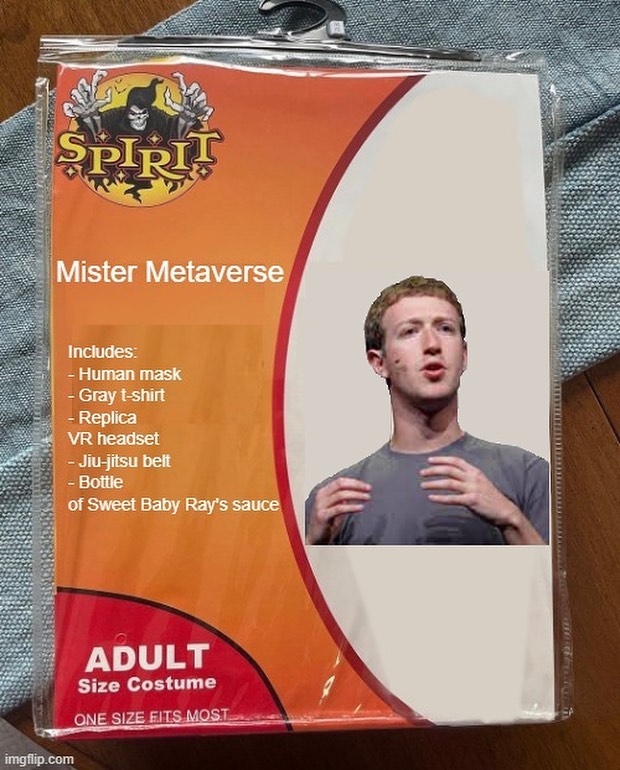 SPIRIT
Mister Metaverse
Includes:
- Human mask
- Gray t-shirt
- Replica
VR headset
- Jiu-jitsu belt
- Bottle
of Sweet Baby Ray's sauce
ADULT
Size Costume
ONE SIZE FITS MOST
imgflip.com